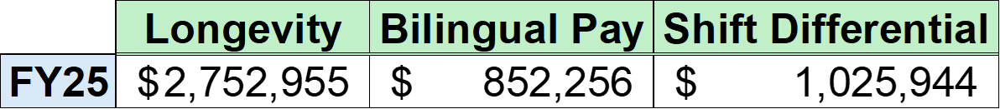 Longevity Bilingual Pay Shift Differential
FY25 $2,752,955 $ 852,256 $ 1,025,944